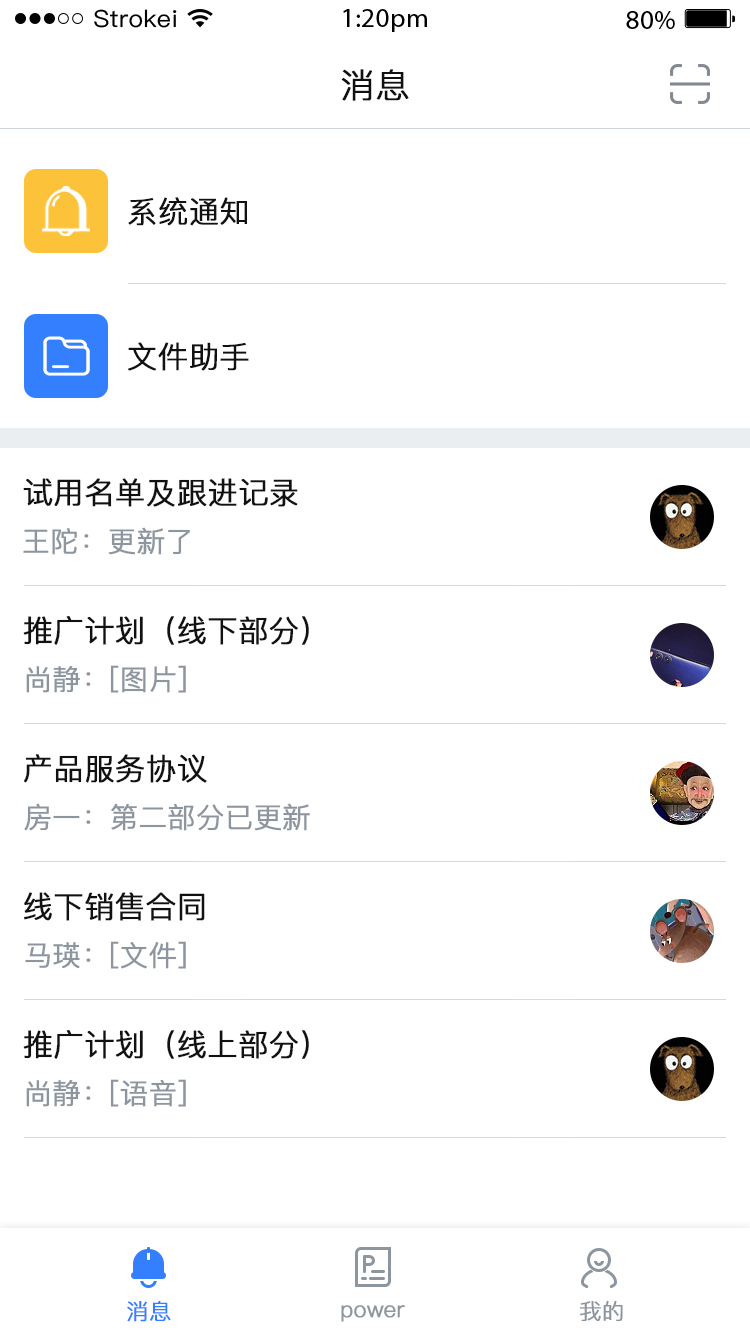 Strokei 1:20pm 80%
消息
系统通知
文件助手
试用名单及跟进记录
王陀：更新了
推广计划（线下部分）
尚静：[图片]
产品服务协议
房一：第二部分已更新
线下销售合同
马瑛：[文件]
推广计划（线上部分）
尚静：[语音]
消息 power 我的